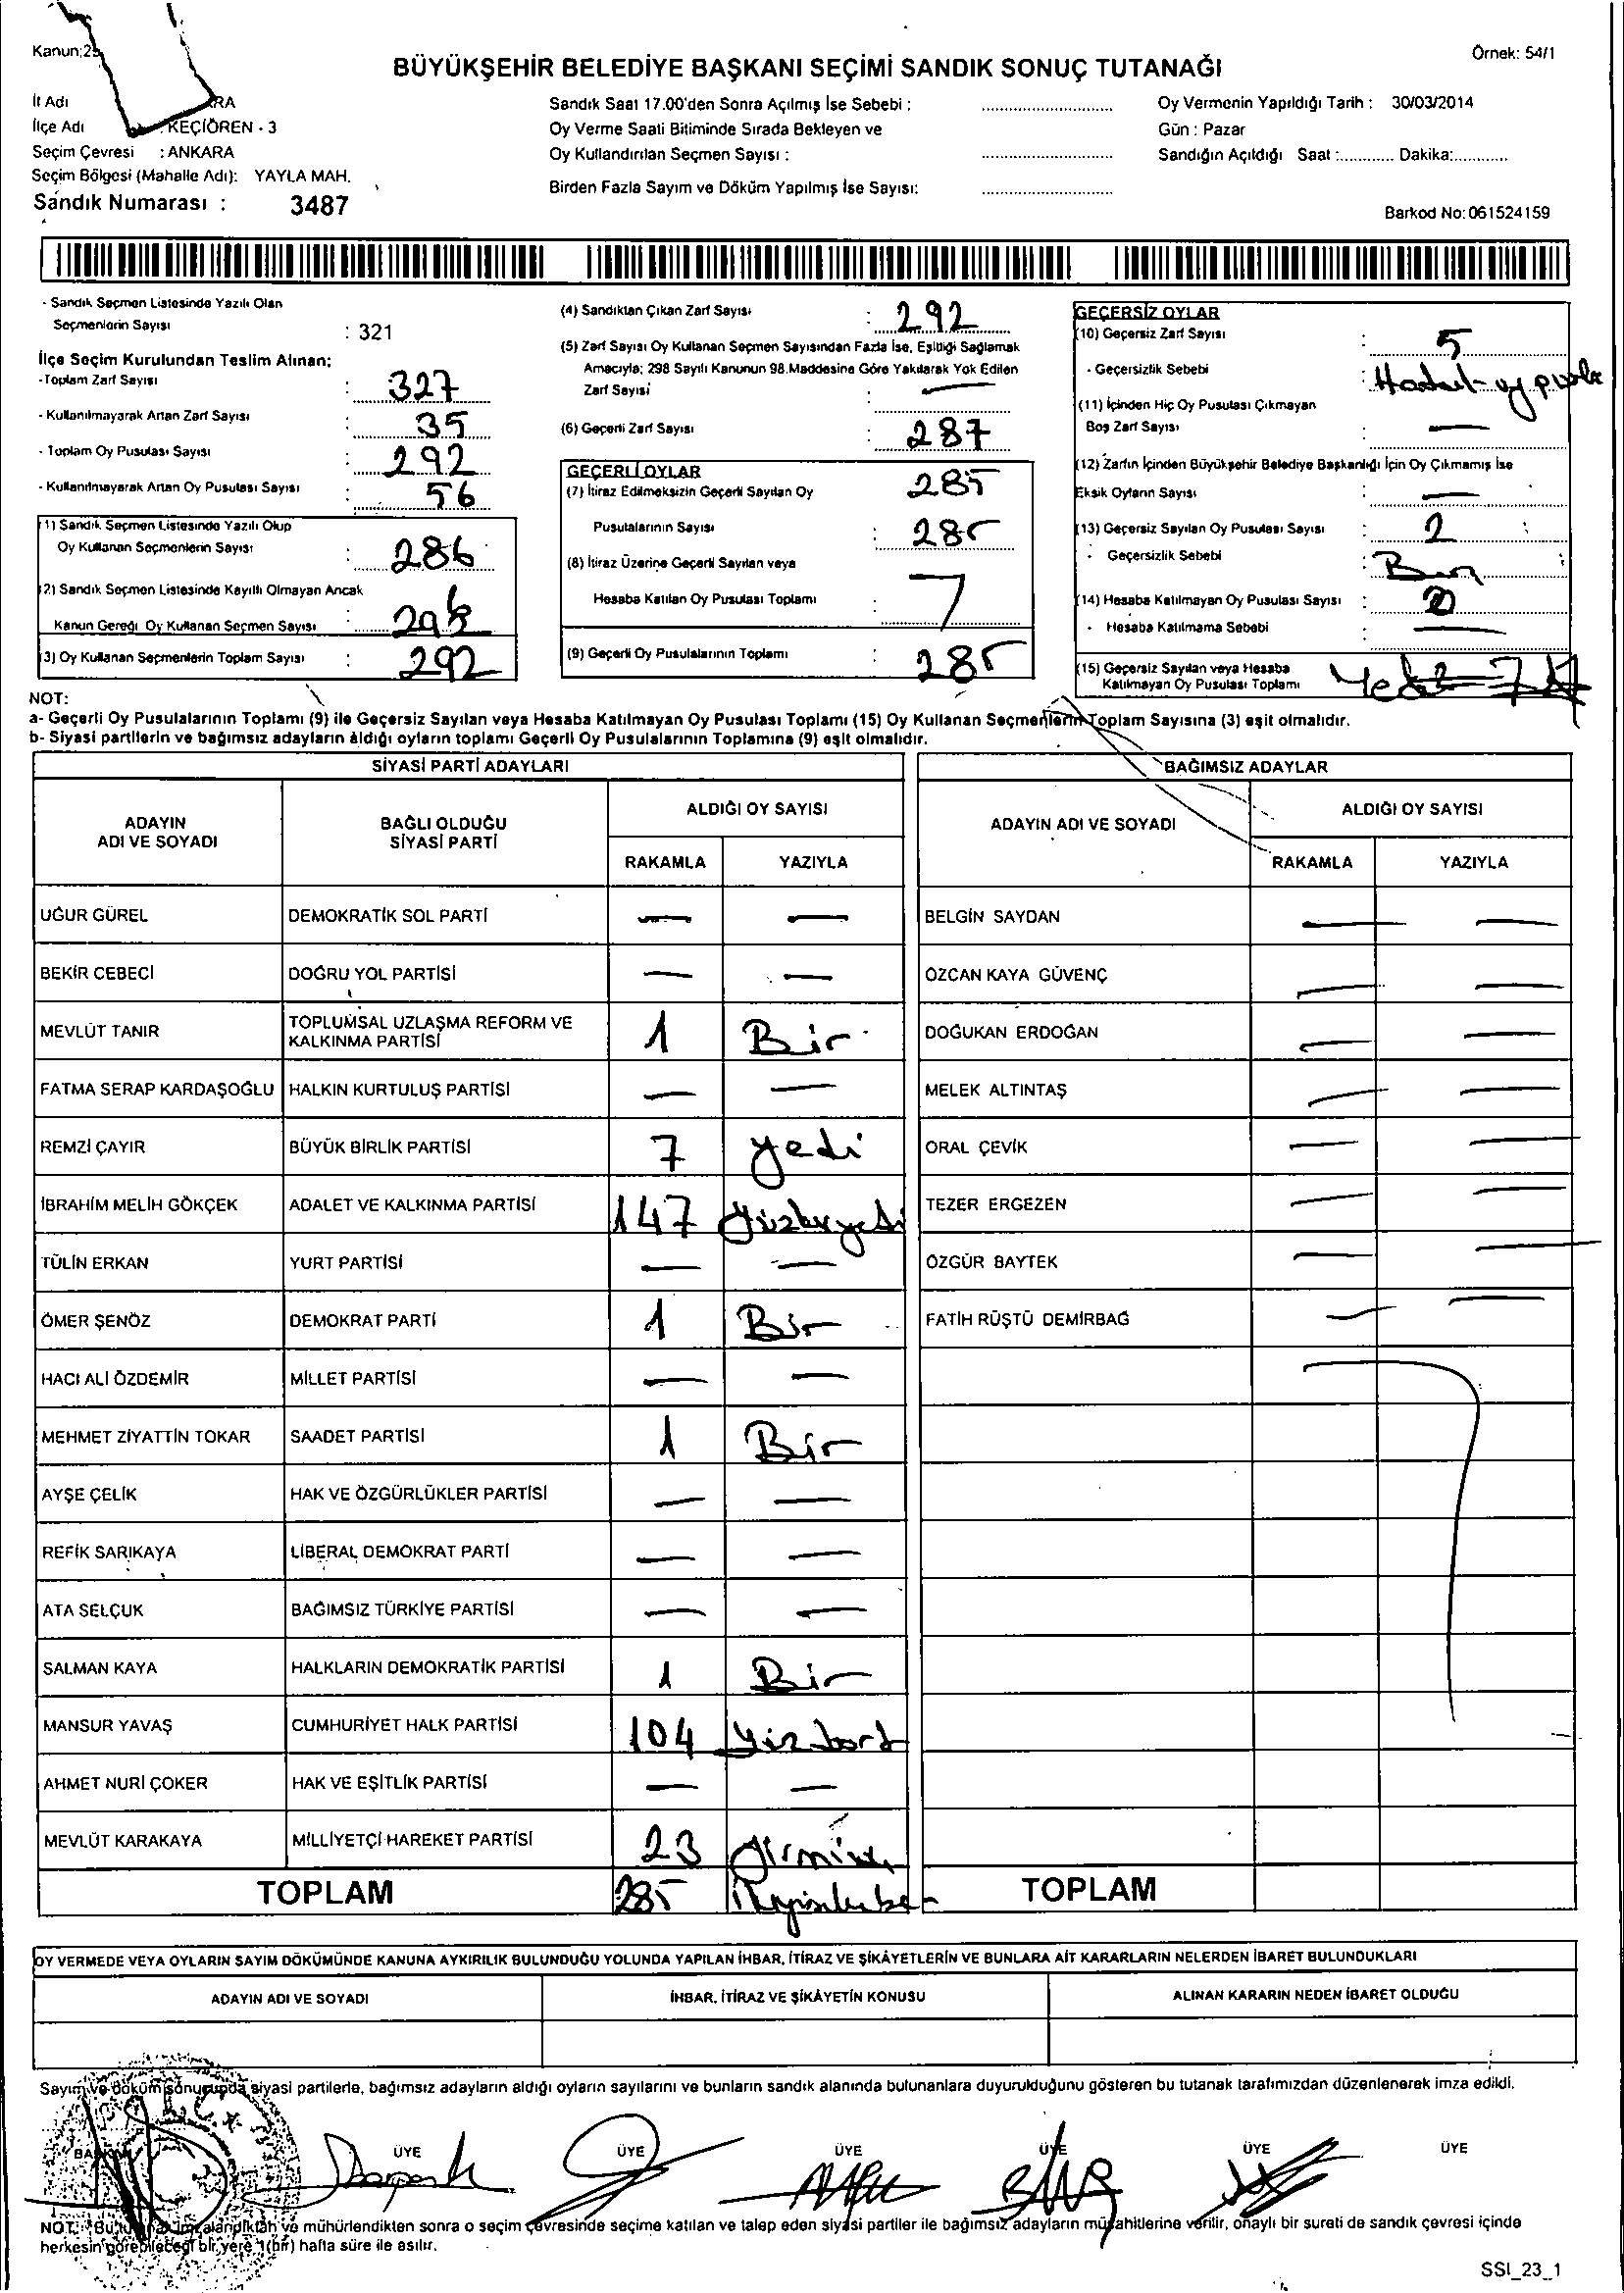 Kanun:2
Örnek: 54/1
BÜYÜKŞEHİR BELEDİYE BAŞKANI SEÇİMİ SANDIK SONUÇ TUTANAĞI
İl Adı RA
İlçe Adı : KEÇİÖREN - 3
Seçim Çevresi : ANKARA
Seçim Bölgesi (Mahalle Adı): YAYLA MAH.
Sandık Numarası : 3487
Sandık Saat 17.00'den Sonra Açılmış İse Sebebi :
Oy Verme Saati Bitiminde Sırada Bekleyen ve
Oy Kullandırılan Seçmen Sayısı :
Birden Fazla Sayım ve Döküm Yapılmış İse Sayısı:
Oy Vermenin Yapıldığı Tarih : 30/03/2014
Gün : Pazar
Sandığın Açıldığı Saat :............ Dakika:............
Barkod No: 061524159
- Sandık Seçmen Listesinde Yazılı Olan
Seçmenlerin Sayısı : 321
İlçe Seçim Kurulundan Teslim Alınan;
-Toplam Zarf Sayısı : 327
- Kullanılmayarak Artan Zarf Sayısı : 35
- Toplam Oy Pusulası Sayısı : 292
- Kullanılmayarak Artan Oy Pusulası Sayısı : 56
(1) Sandık Seçmen Listesinde Yazılı Olup
Oy Kullanan Seçmenlerin Sayısı : 286
(2) Sandık Seçmen Listesinde Kayıtlı Olmayan Ancak
Kanun Gereği Oy Kullanan Seçmen Sayısı
(3) Oy Kullanan Seçmenlerin Toplam Sayısı : 292
(4) Sandıktan Çıkan Zarf Sayısı : 292
(5) Zarf Sayısı Oy Kullanan Seçmen Sayısından Fazla İse, Eşitliği Sağlamak
Amacıyla; 298 Sayılı Kanunun 98.Maddesine Göre Yakılarak Yok Edilen
Zarf Sayısı : —
(6) Geçerli Zarf Sayısı : 287
GEÇERLİ OYLAR
285
(7) İtiraz Edilmeksizin Geçerli Sayılan Oy
Pusulalarının Sayısı : 285
(8) İtiraz Üzerine Geçerli Sayılan veya
Hesaba Katılan Oy Pusulası Toplamı :
(9) Geçerli Oy Pusulalarının Toplamı : 285
GEÇERSİZ OYLAR
(10) Geçersiz Zarf Sayısı : 5
- Geçersizlik Sebebi :
(11) İçinden Hiç Oy Pusulası Çıkmayan
Boş Zarf Sayısı : —
(12) Zarfın İçinden Büyükşehir Belediye Başkanlığı İçin Oy Çıkmamış İse
Eksik Oyların Sayısı : —
(13) Geçersiz Sayılan Oy Pusulası Sayısı : 2
- Geçersizlik Sebebi :
(14) Hesaba Katılmayan Oy Pusulası Sayısı :
- Hesaba Katılmama Sebebi : —
(15) Geçersiz Sayılan veya Hesaba
Katılmayan Oy Pusulası Toplamı
NOT:
a- Geçerli Oy Pusulalarının Toplamı (9) ile Geçersiz Sayılan veya Hesaba Katılmayan Oy Pusulası Toplamı (15) Oy Kullanan Seçmenlerin Toplam Sayısına (3) eşit olmalıdır.
b- Siyasi partilerin ve bağımsız adayların aldığı oyların toplamı Geçerli Oy Pusulalarının Toplamına (9) eşit olmalıdır.
SİYASİ PARTİ ADAYLARI
ADAYIN ADI VE SOYADI BAĞLI OLDUĞU SİYASİ PARTİ ALDIĞI OY SAYISI
RAKAMLA YAZIYLA
UĞUR GÜREL DEMOKRATİK SOL PARTİ — —
BEKİR CEBECİ DOĞRU YOL PARTİSİ — —
MEVLÜT TANIR TOPLUMSAL UZLAŞMA REFORM VE KALKINMA PARTİSİ 1 Bir
FATMA SERAP KARDAŞOĞLU HALKIN KURTULUŞ PARTİSİ — —
REMZİ ÇAYIR BÜYÜK BİRLİK PARTİSİ 7 yedi
İBRAHİM MELİH GÖKÇEK ADALET VE KALKINMA PARTİSİ 147
TÜLİN ERKAN YURT PARTİSİ — —
ÖMER ŞENÖZ DEMOKRAT PARTİ 1 Bir
HACI ALİ ÖZDEMİR MİLLET PARTİSİ — —
MEHMET ZİYATTİN TOKAR SAADET PARTİSİ 1 Bir
AYŞE ÇELİK HAK VE ÖZGÜRLÜKLER PARTİSİ — —
REFİK SARIKAYA LİBERAL DEMOKRAT PARTİ — —
ATA SELÇUK BAĞIMSIZ TÜRKİYE PARTİSİ — —
SALMAN KAYA HALKLARIN DEMOKRATİK PARTİSİ 1 Bir
MANSUR YAVAŞ CUMHURİYET HALK PARTİSİ 104 Yüz dört
AHMET NURİ ÇOKER HAK VE EŞİTLİK PARTİSİ — —
MEVLÜT KARAKAYA MİLLİYETÇİ HAREKET PARTİSİ 23
TOPLAM 285
BAĞIMSIZ ADAYLAR
ADAYIN ADI VE SOYADI ALDIĞI OY SAYISI
RAKAMLA YAZIYLA
BELGİN SAYDAN — —
ÖZCAN KAYA GÜVENÇ — —
DOĞUKAN ERDOĞAN — —
MELEK ALTINTAŞ — —
ORAL ÇEVİK — —
TEZER ERGEZEN — —
ÖZGÜR BAYTEK — —
FATİH RÜŞTÜ DEMİRBAĞ — —
TOPLAM
OY VERMEDE VEYA OYLARIN SAYIM DÖKÜMÜNDE KANUNA AYKIRILIK BULUNDUĞU YOLUNDA YAPILAN İHBAR, İTİRAZ VE ŞİKÂYETLERİN VE BUNLARA AİT KARARLARIN NELERDEN İBARET BULUNDUKLARI
ADAYIN ADI VE SOYADI İHBAR, İTİRAZ VE ŞİKÂYETİN KONUSU ALINAN KARARIN NEDEN İBARET OLDUĞU
Sayım ve döküm sonucunda siyasi partilerle, bağımsız adayların aldığı oyların sayılarını ve bunların sandık alanında bulunanlara duyurulduğunu gösteren bu tutanak tarafımızdan düzenlenerek imza edildi.
ÜYE ÜYE ÜYE ÜYE ÜYE ÜYE
NOT: Bu tutanak imzalandıktan ve mühürlendikten sonra o seçim çevresinde seçime katılan ve talep eden siyasi partiler ile bağımsız adayların müşahitlerine verilir, onaylı bir sureti de sandık çevresi içinde
herkesin görebileceği bir yere 1(bir) hafta süre ile asılır.
SSI_23_1